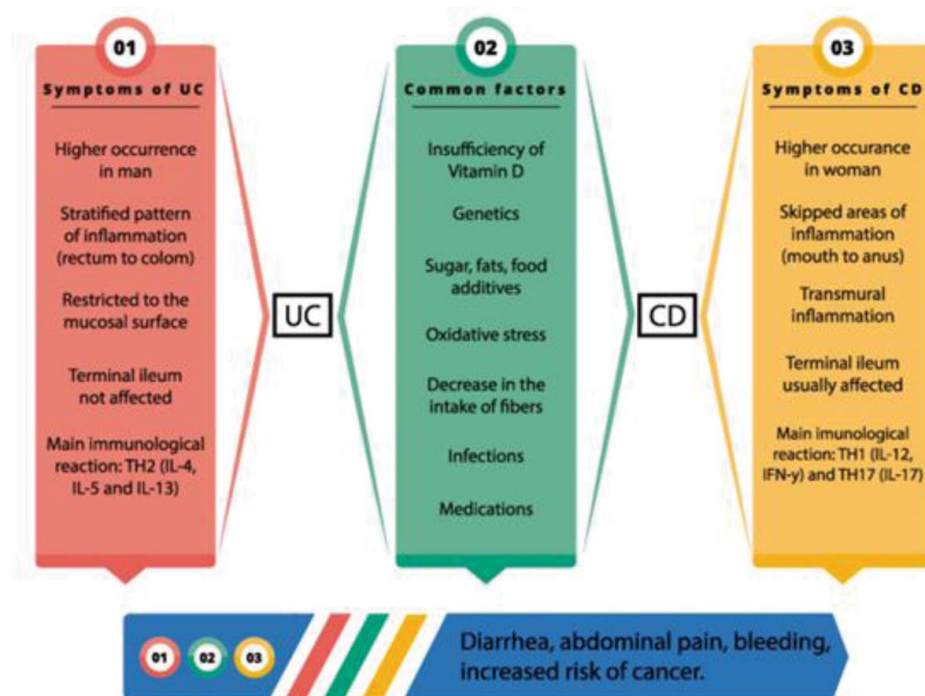 01
Symptoms of UC
Higher occurrence
in man
Stratified pattern
of inflammation
(rectum to colom)
Restricted to the
mucosal surface
Terminal ileum
not affected
Main immunological
reaction: TH2 (IL-4,
IL-5 and IL-13)
UC
02
Common factors
Insufficiency of
Vitamin D
Genetics
Sugar, fats, food
additives
Oxidative stress
Decrease in the
intake of fibers
Infections
Medications
CD
03
Symptoms of CD
Higher occurance
in woman
Skipped areas of
inflammation
(mouth to anus)
Transmural
inflammation
Terminal ileum
usually affected
Main imunological
reaction: TH1 (IL-12,
IFN-y) and TH17 (IL-17)
01 02 03
Diarrhea, abdominal pain, bleeding,
increased risk of cancer.